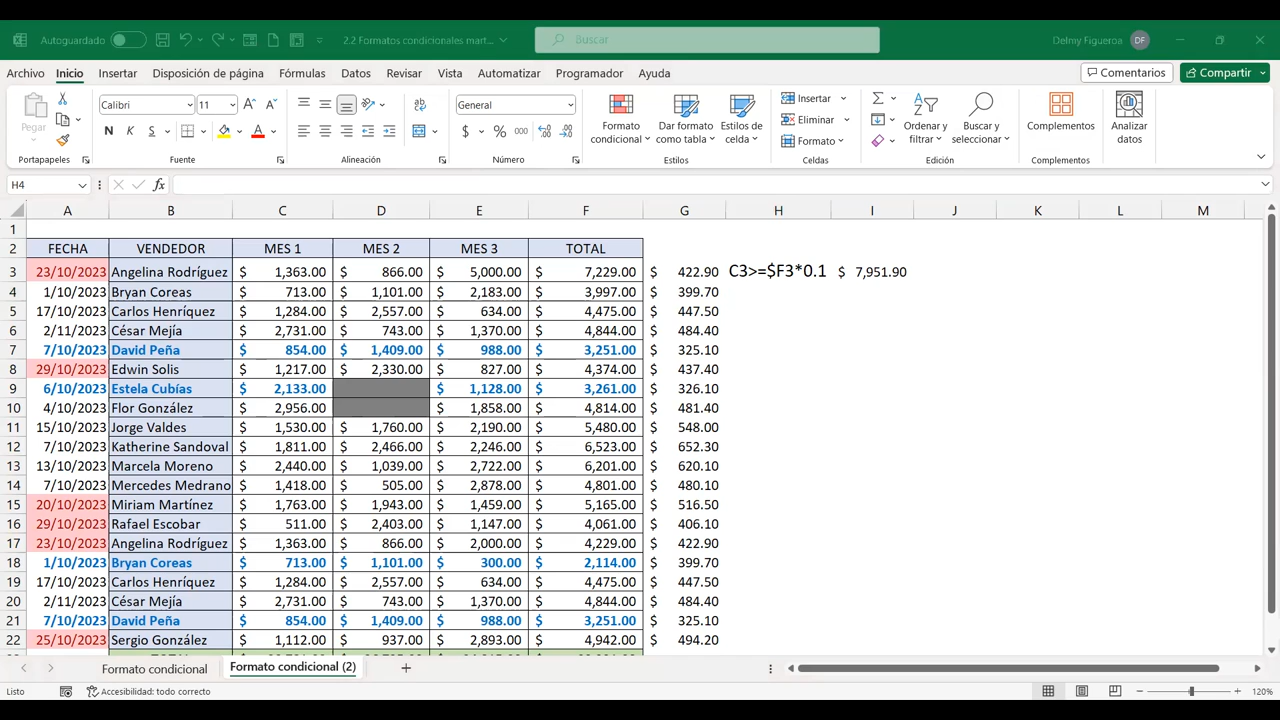 Autoguardado 2.2 Formatos condicionales mart... Buscar Delmy Figueroa DF
Archivo Inicio Insertar Disposición de página Fórmulas Datos Revisar Vista Automatizar Programador Ayuda Comentarios Compartir
Pegar Calibri 11 General Formato condicional Dar formato como tabla Estilos de celda Insertar Eliminar Formato Ordenar y filtrar Buscar y seleccionar Complementos Analizar datos
N K S $ % 000
Portapapeles Fuente Alineación Número Estilos Celdas Edición Complementos
H4 fx
A B C D E F G H I J K L M
1
2 FECHA VENDEDOR MES 1 MES 2 MES 3 TOTAL
3 23/10/2023 Angelina Rodríguez $ 1,363.00 $ 866.00 $ 5,000.00 $ 7,229.00 $ 422.90 C3>=$F3*0.1 $ 7,951.90
4 1/10/2023 Bryan Coreas $ 713.00 $ 1,101.00 $ 2,183.00 $ 3,997.00 $ 399.70
5 17/10/2023 Carlos Henríquez $ 1,284.00 $ 2,557.00 $ 634.00 $ 4,475.00 $ 447.50
6 2/11/2023 César Mejía $ 2,731.00 $ 743.00 $ 1,370.00 $ 4,844.00 $ 484.40
7 7/10/2023 David Peña $ 854.00 $ 1,409.00 $ 988.00 $ 3,251.00 $ 325.10
8 29/10/2023 Edwin Solis $ 1,217.00 $ 2,330.00 $ 827.00 $ 4,374.00 $ 437.40
9 6/10/2023 Estela Cubías $ 2,133.00 $ 1,128.00 $ 3,261.00 $ 326.10
10 4/10/2023 Flor González $ 2,956.00 $ 1,858.00 $ 4,814.00 $ 481.40
11 15/10/2023 Jorge Valdes $ 1,530.00 $ 1,760.00 $ 2,190.00 $ 5,480.00 $ 548.00
12 7/10/2023 Katherine Sandoval $ 1,811.00 $ 2,466.00 $ 2,246.00 $ 6,523.00 $ 652.30
13 13/10/2023 Marcela Moreno $ 2,440.00 $ 1,039.00 $ 2,722.00 $ 6,201.00 $ 620.10
14 7/10/2023 Mercedes Medrano $ 1,418.00 $ 505.00 $ 2,878.00 $ 4,801.00 $ 480.10
15 20/10/2023 Miriam Martínez $ 1,763.00 $ 1,943.00 $ 1,459.00 $ 5,165.00 $ 516.50
16 29/10/2023 Rafael Escobar $ 511.00 $ 2,403.00 $ 1,147.00 $ 4,061.00 $ 406.10
17 23/10/2023 Angelina Rodríguez $ 1,363.00 $ 866.00 $ 2,000.00 $ 4,229.00 $ 422.90
18 1/10/2023 Bryan Coreas $ 713.00 $ 1,101.00 $ 300.00 $ 2,114.00 $ 399.70
19 17/10/2023 Carlos Henríquez $ 1,284.00 $ 2,557.00 $ 634.00 $ 4,475.00 $ 447.50
20 2/11/2023 César Mejía $ 2,731.00 $ 743.00 $ 1,370.00 $ 4,844.00 $ 484.40
21 7/10/2023 David Peña $ 854.00 $ 1,409.00 $ 988.00 $ 3,251.00 $ 325.10
22 25/10/2023 Sergio González $ 1,112.00 $ 937.00 $ 2,893.00 $ 4,942.00 $ 494.20
Formato condicional Formato condicional (2)
Listo Accesibilidad: todo correcto 120%